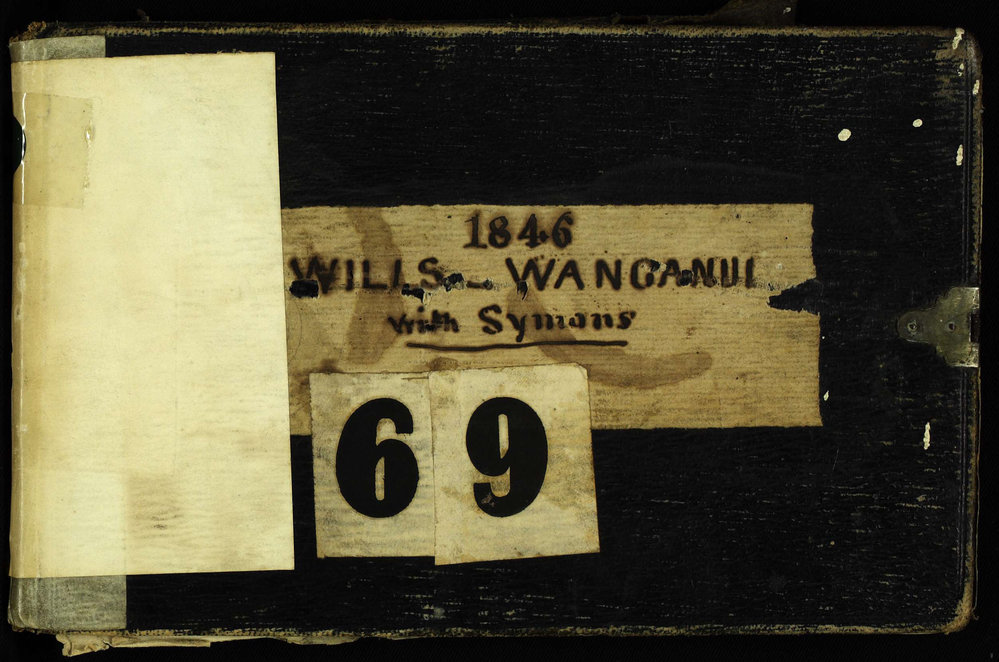 1846
WILLS - WANGANUI
with Symons
69